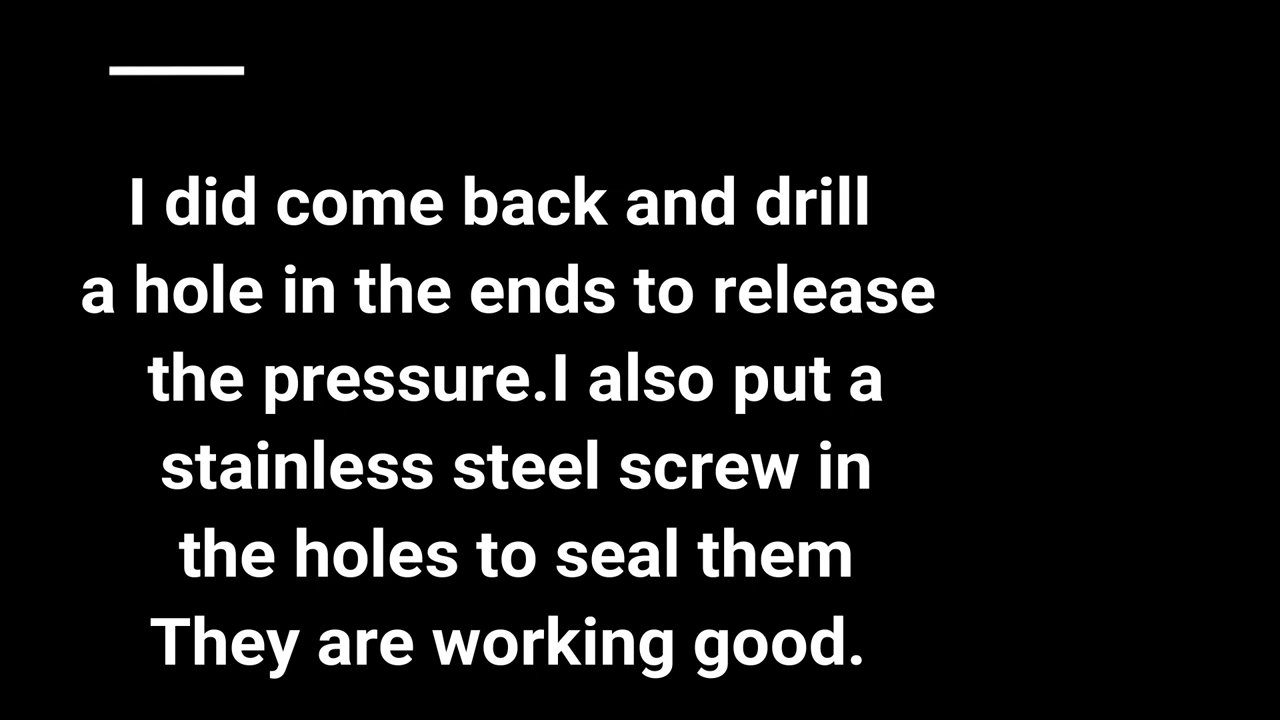 I did come back and drill
a hole in the ends to release
the pressure.I also put a
stainless steel screw in
the holes to seal them
They are working good.